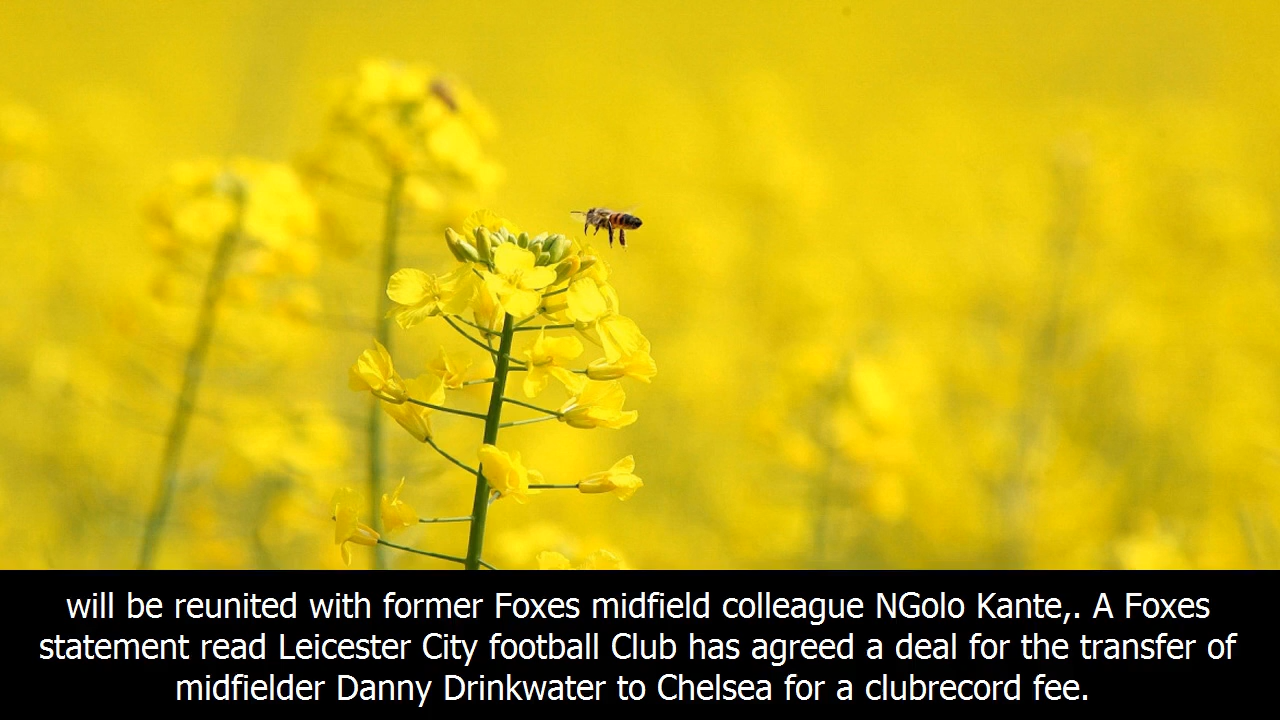 will be reunited with former Foxes midfield colleague NGolo Kante,. A Foxes
statement read Leicester City football Club has agreed a deal for the transfer of
midfielder Danny Drinkwater to Chelsea for a clubrecord fee.